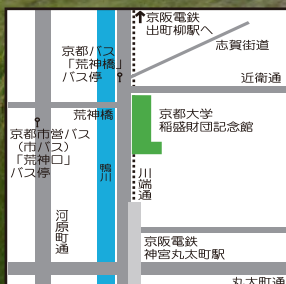 京阪電鉄
出町柳駅へ
志賀街道
京都バス
「荒神橋」
バス停
近衛通
荒神橋
京都大学
稲盛財団記念館
京都市営バス
（市バス）
「荒神口」
バス停
鴨川
川端通
河原町通
京阪電鉄
神宮丸太町駅
丸太町通